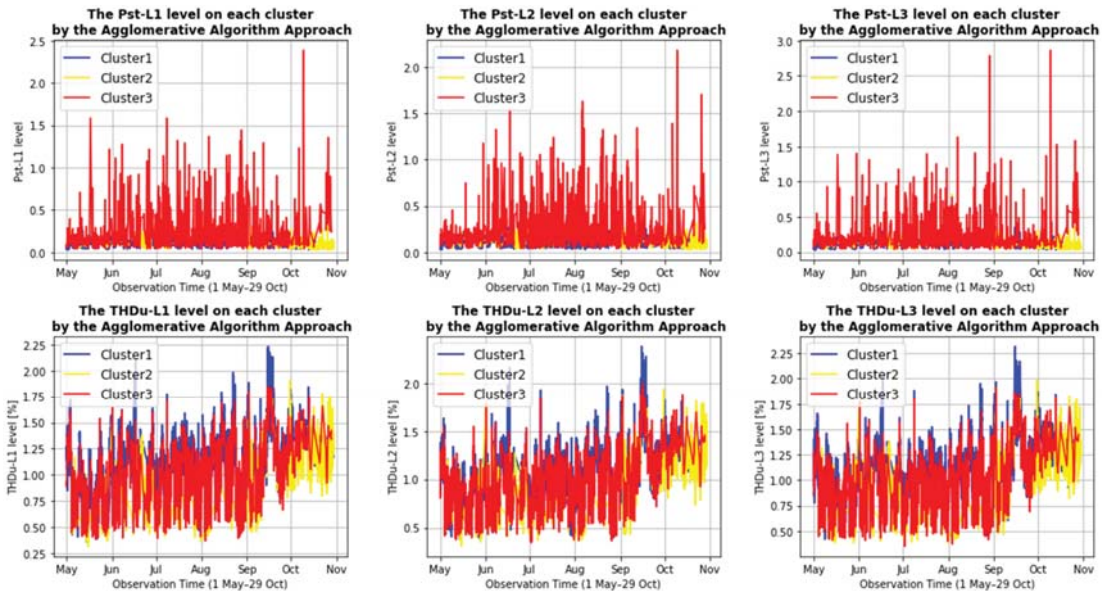 The Pst-L1 level on each cluster
by the Agglomerative Algorithm Approach
2.5
2.0
1.5
1.0
0.5
0.0
Pst-L1 level
Cluster1
Cluster2
Cluster3
May Jun Jul Aug Sep Oct Nov
Observation Time (1 May–29 Oct)
The Pst-L2 level on each cluster
by the Agglomerative Algorithm Approach
2.0
1.5
1.0
0.5
0.0
Pst-L2 level
Cluster1
Cluster2
Cluster3
May Jun Jul Aug Sep Oct Nov
Observation Time (1 May–29 Oct)
The Pst-L3 level on each cluster
by the Agglomerative Algorithm Approach
3.0
2.5
2.0
1.5
1.0
0.5
0.0
Pst-L3 level
Cluster1
Cluster2
Cluster3
May Jun Jul Aug Sep Oct Nov
Observation Time (1 May–29 Oct)
The THDu-L1 level on each cluster
by the Agglomerative Algorithm Approach
2.25
2.00
1.75
1.50
1.25
1.00
0.75
0.50
0.25
THDu-L1 level [%]
Cluster1
Cluster2
Cluster3
May Jun Jul Aug Sep Oct Nov
Observation Time (1 May–29 Oct)
The THDu-L2 level on each cluster
by the Agglomerative Algorithm Approach
2.0
1.5
1.0
0.5
THDu-L2 level [%]
Cluster1
Cluster2
Cluster3
May Jun Jul Aug Sep Oct Nov
Observation Time (1 May–29 Oct)
The THDu-L3 level on each cluster
by the Agglomerative Algorithm Approach
2.25
2.00
1.75
1.50
1.25
1.00
0.75
0.50
THDu-L3 level [%]
Cluster1
Cluster2
Cluster3
May Jun Jul Aug Sep Oct Nov
Observation Time (1 May–29 Oct)